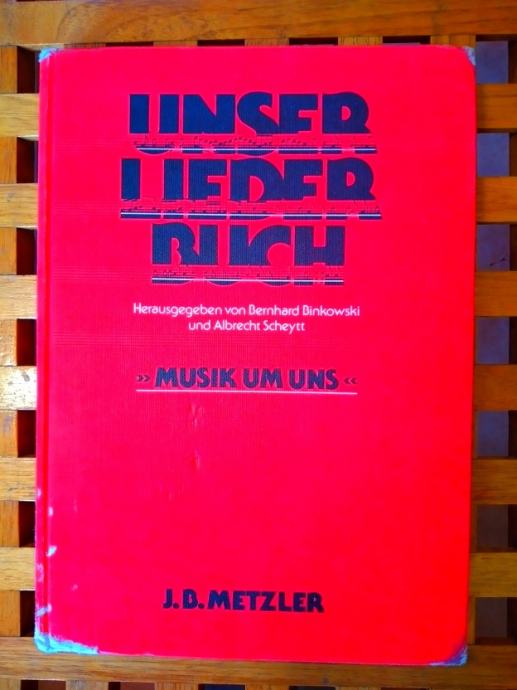 UNSER
LIEDER
BUCH
Herausgegeben von Bernhard Binkowski
und Albrecht Scheytt
»MUSIK UM UNS«
J.B. METZLER